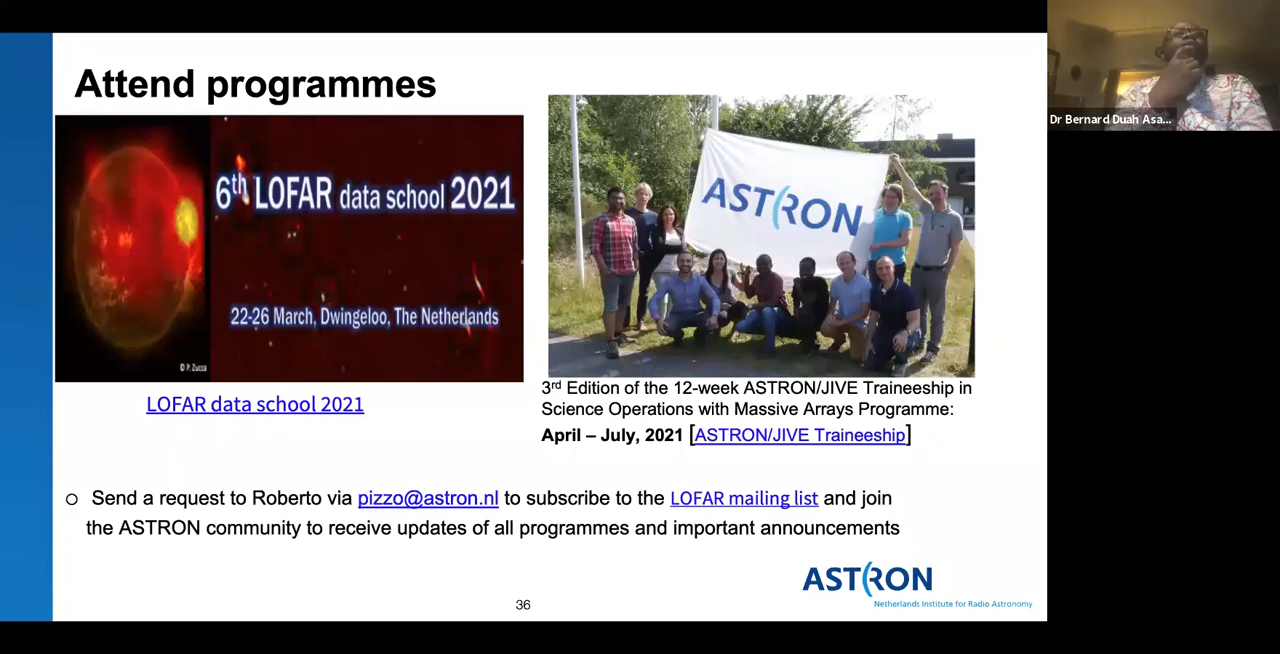 Attend programmes
6th LOFAR data school 2021
22-26 March, Dwingeloo, The Netherlands
© P. Zucca
LOFAR data school 2021
ASTRON
3rd Edition of the 12-week ASTRON/JIVE Traineeship in
Science Operations with Massive Arrays Programme:
April – July, 2021 [ASTRON/JIVE Traineeship]
Send a request to Roberto via pizzo@astron.nl to subscribe to the LOFAR mailing list and join
the ASTRON community to receive updates of all programmes and important announcements
ASTRON
Netherlands Institute for Radio Astronomy
36
Dr Bernard Duah Asa...